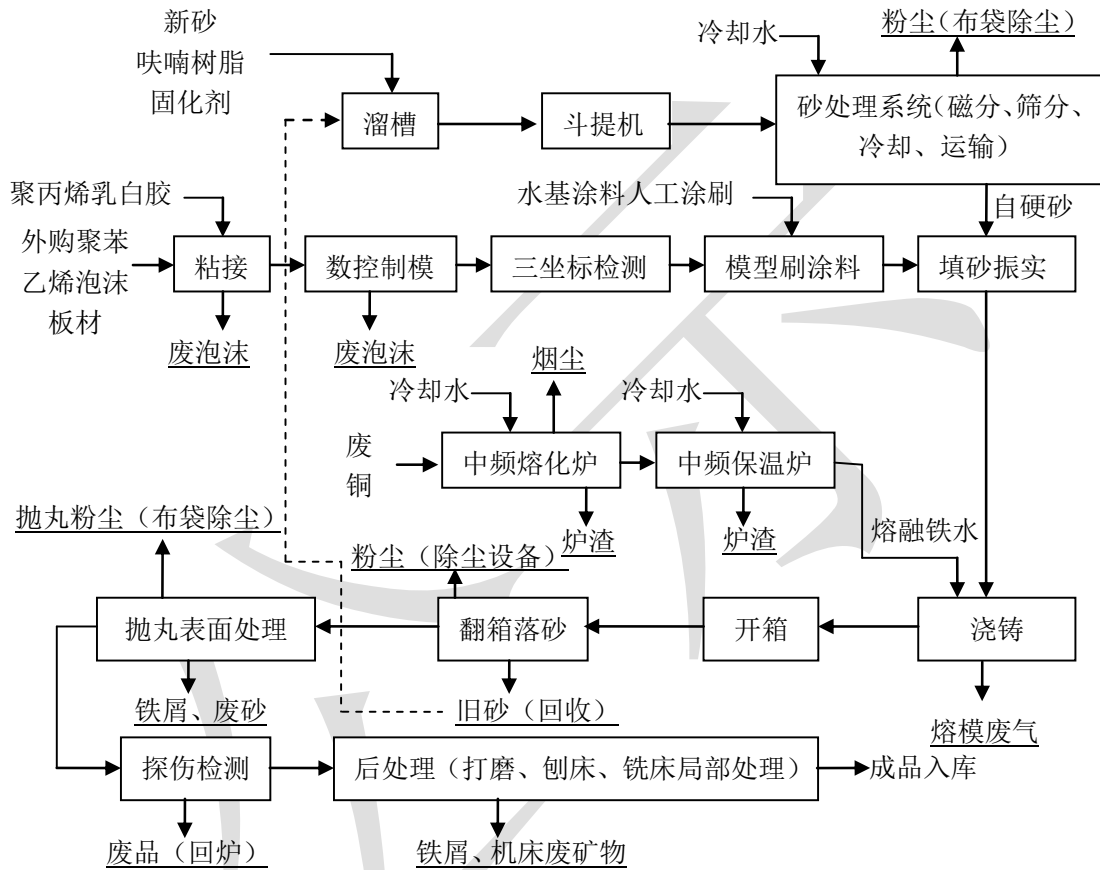 新砂
呋喃树脂
固化剂
冷却水
粉尘（布袋除尘）
溜槽
斗提机
砂处理系统（磁分、筛分、
冷却、运输）
聚丙烯乳白胶
水基涂料人工涂刷
自硬砂
外购聚苯
乙烯泡沫
板材
粘接
数控制模
三坐标检测
模型刷涂料
填砂振实
废泡沫
废泡沫
烟尘
冷却水
冷却水
废
铜
中频熔化炉
中频保温炉
抛丸粉尘（布袋除尘）
炉渣
炉渣
熔融铁水
粉尘（除尘设备）
抛丸表面处理
翻箱落砂
开箱
浇铸
铁屑、废砂
旧砂（回收）
熔模废气
探伤检测
后处理（打磨、刨床、铣床局部处理）
成品入库
废品（回炉）
铁屑、机床废矿物